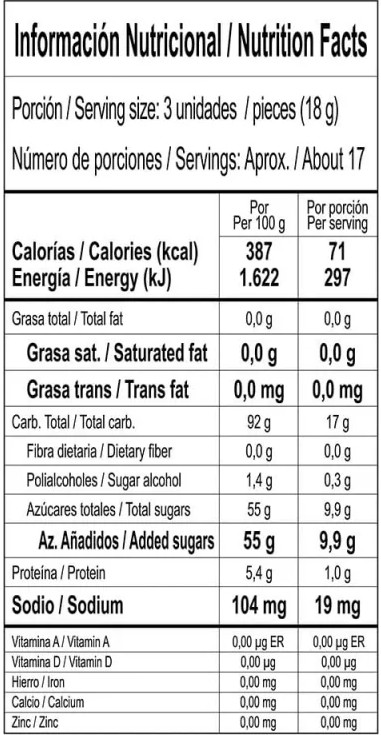 Información Nutricional / Nutrition Facts
Porción / Serving size: 3 unidades / pieces (18 g)
Número de porciones / Servings: Aprox. / About 17
Por Por porción
Per 100 g Per serving
Calorías / Calories (kcal) 387 71
Energía / Energy (kJ) 1.622 297
Grasa total / Total fat 0,0 g 0,0 g
Grasa sat. / Saturated fat 0,0 g 0,0 g
Grasa trans / Trans fat 0,0 mg 0,0 mg
Carb. Total / Total carb. 92 g 17 g
Fibra dietaria / Dietary fiber 0,0 g 0,0 g
Polialcoholes / Sugar alcohol 1,4 g 0,3 g
Azúcares totales / Total sugars 55 g 9,9 g
Az. Añadidos / Added sugars 55 g 9,9 g
Proteína / Protein 5,4 g 1,0 g
Sodio / Sodium 104 mg 19 mg
Vitamina A / Vitamin A 0,00 µg ER 0,00 µg ER
Vitamina D / Vitamin D 0,00 µg 0,00 µg
Hierro / Iron 0,00 mg 0,00 mg
Calcio / Calcium 0,00 mg 0,00 mg
Zinc / Zinc 0,00 mg 0,00 mg